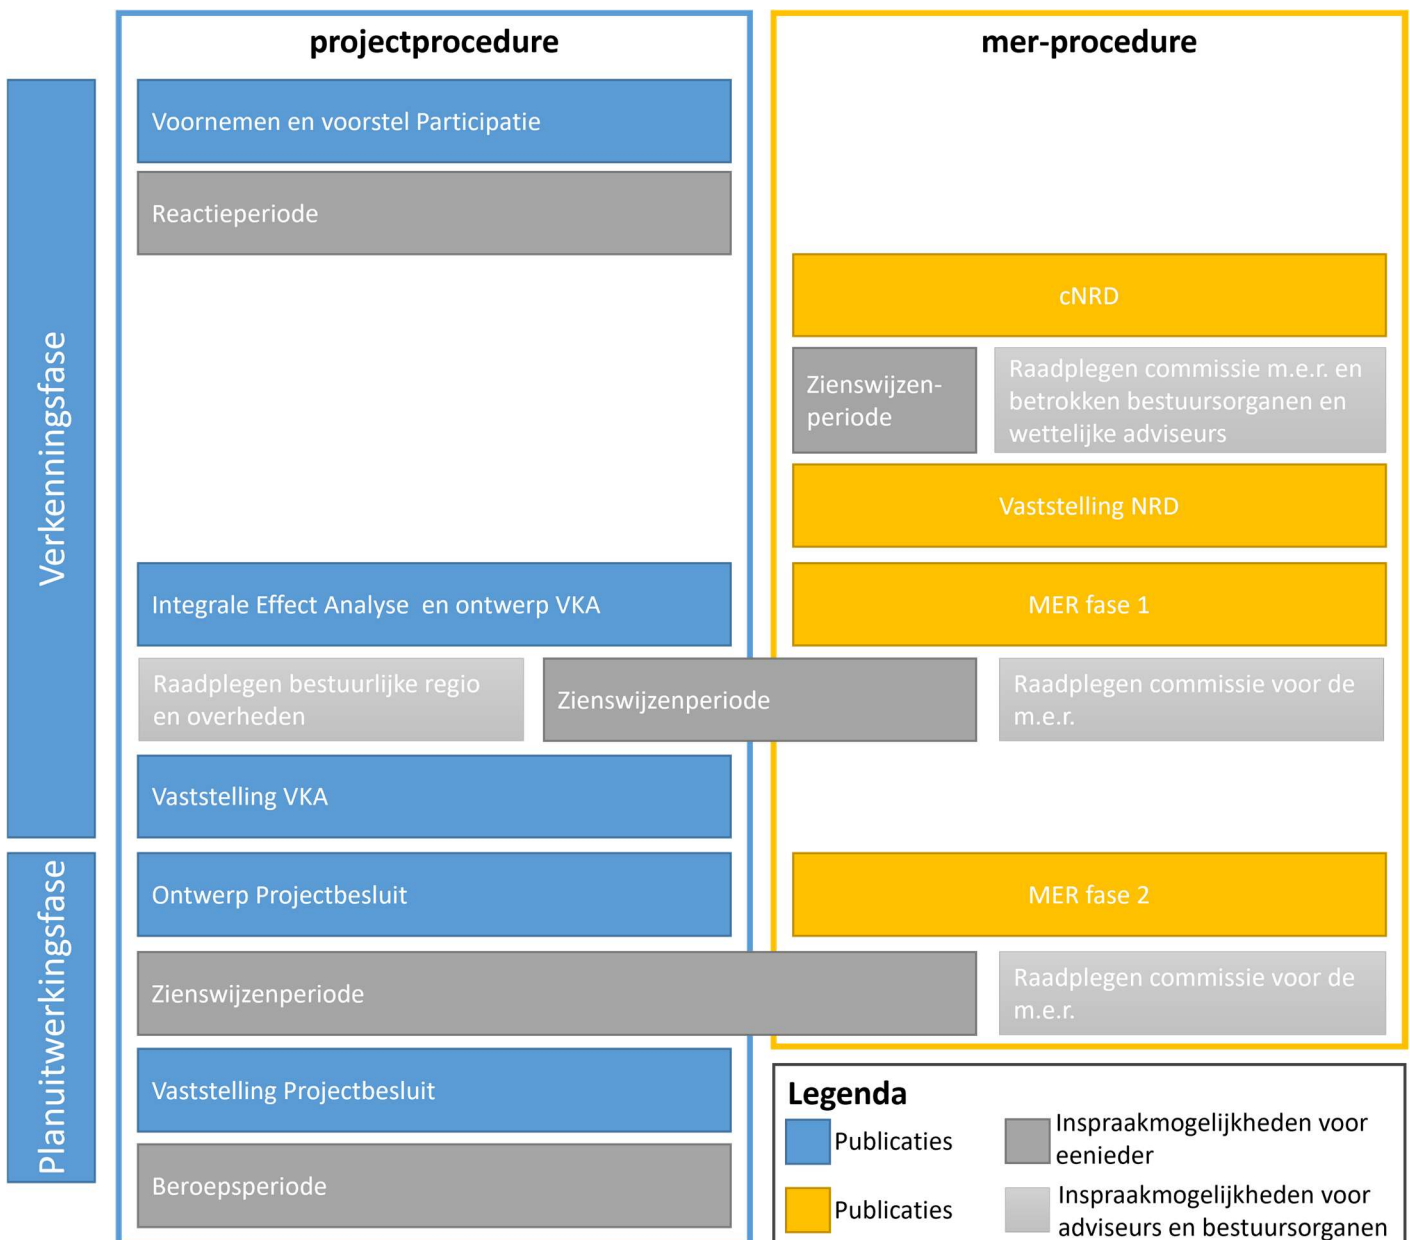 projectprocedure
mer-procedure
Verkenningsfase
Voornemen en voorstel Participatie
Reactieperiode
cNRD
Zienswijzen-
periode
Raadplegen commissie m.e.r. en
betrokken bestuursorganen en
wettelijke adviseurs
Vaststelling NRD
Integrale Effect Analyse en ontwerp VKA
MER fase 1
Raadplegen bestuurlijke regio
en overheden
Zienswijzenperiode
Raadplegen commissie voor de
m.e.r.
Vaststelling VKA
Planuitwerkingsfase
Ontwerp Projectbesluit
MER fase 2
Zienswijzenperiode
Raadplegen commissie voor de
m.e.r.
Vaststelling Projectbesluit
Beroepsperiode
Legenda
Publicaties
Inspraakmogelijkheden voor
eenieder
Publicaties
Inspraakmogelijkheden voor
adviseurs en bestuursorganen